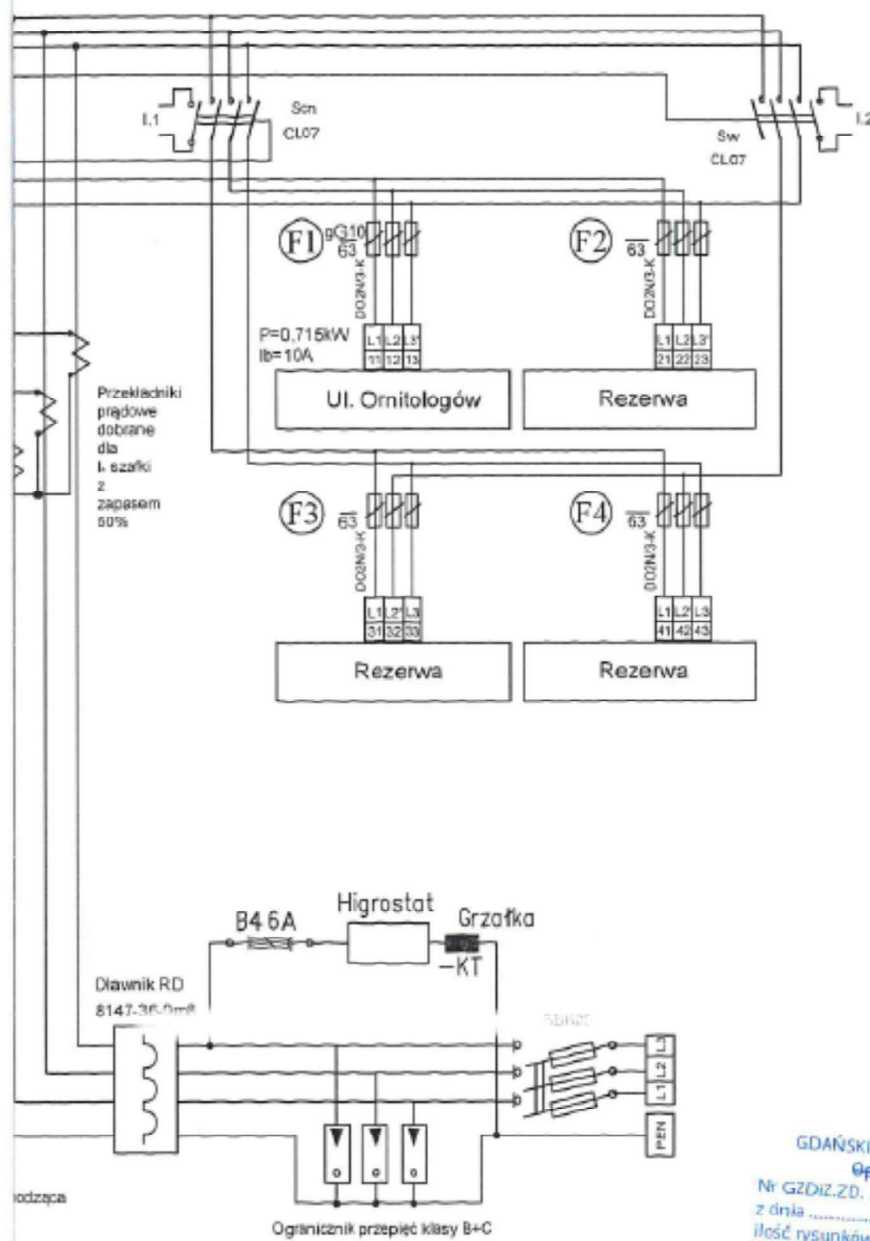 I.1
Scn
CL07
Sw
CL07
I.2
F1
gG10
63
DO2N/3-K
F2
63
DO2N/3-K
P=0,715kW
Ib=10A
L1 L2 L3'
11 12 13
Ul. Ornitologów
L1 L2 L3'
21 22 23
Rezerwa
Przekładniki
prądowe
dobrane
dla
szafki
z
zapasem
50%
F3
63
DO2N/3-K
F4
63
DO2N/3-K
L1 L2' L3
31 32 33
Rezerwa
L1 L2' L3
41 42 43
Rezerwa
B4 6A
Higrostat
Grzałka
-KT
Dławnik RD
L3
L2
L1
PEN
Ogranicznik przepięć klasy B+C
GDAŃSKI
Nr GZDiZ.ZD.
z dnia ..........
ilość rysunków